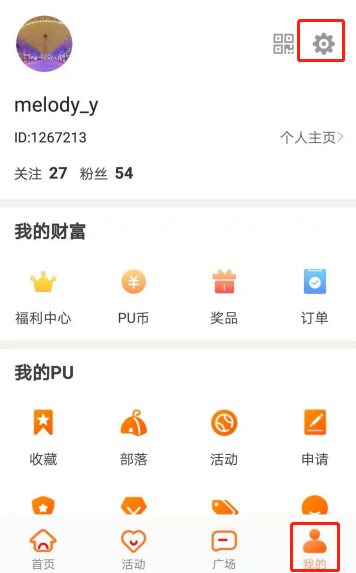 melody_y
ID:1267213 个人主页>
关注 27 粉丝 54
我的财富
福利中心 PU币 奖品 订单
我的PU
收藏 部落 活动 申请
首页 活动 广场 我的